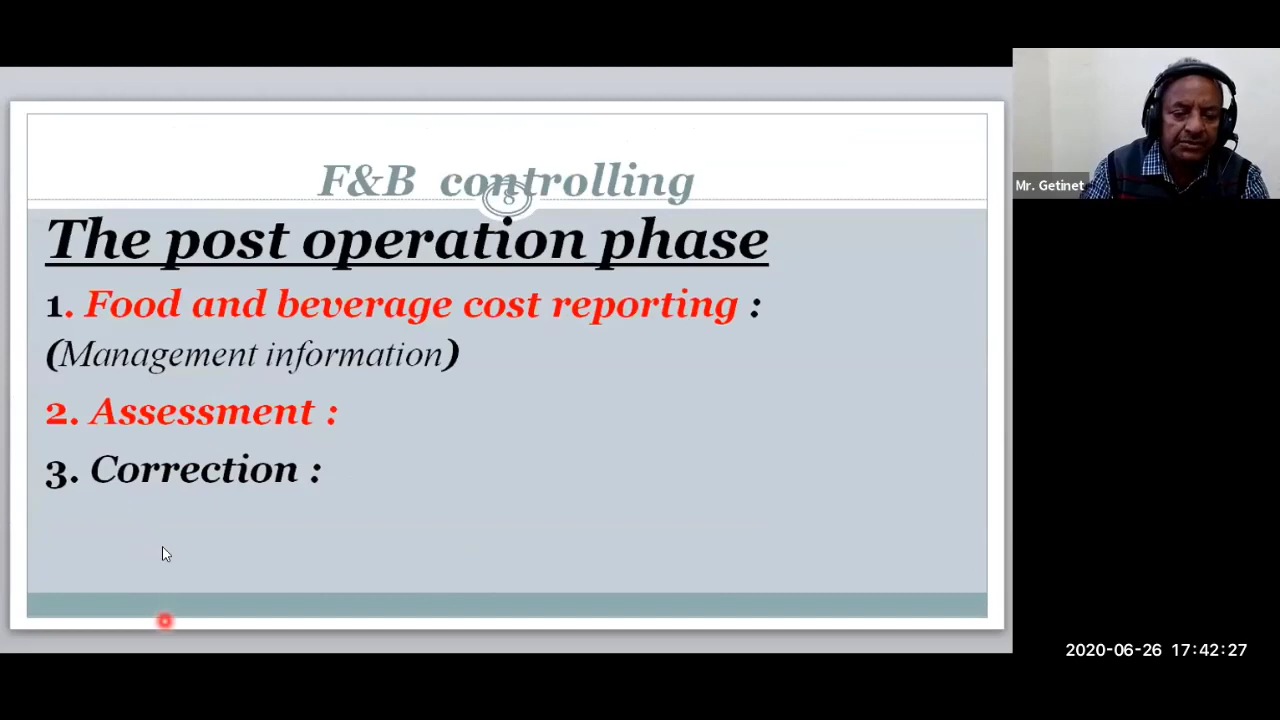 F&B controlling
8
The post operation phase
1. Food and beverage cost reporting :
(Management information)
2. Assessment :
3. Correction :
Mr. Getinet
2020-06-26 17:42:27